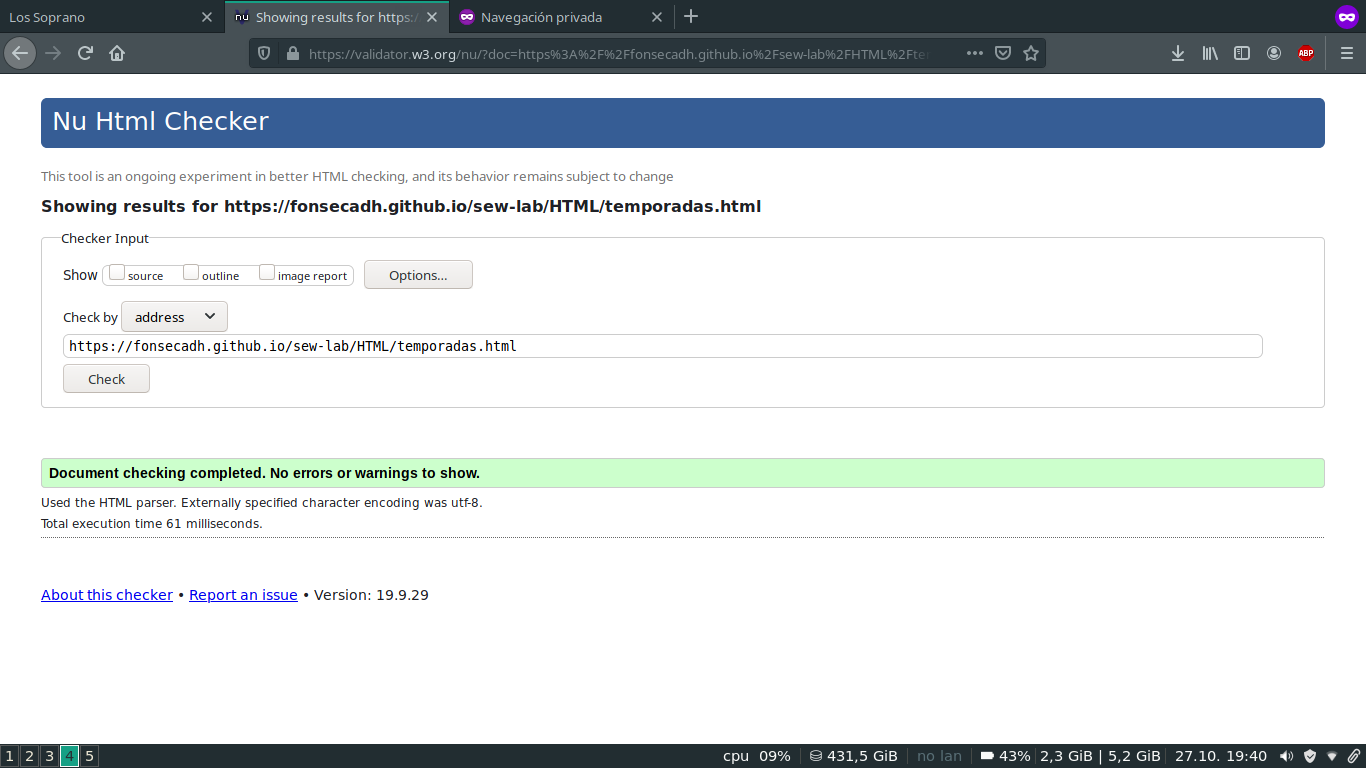 Los Soprano
nu Showing results for https:/
Navegación privada
https://validator.w3.org/nu/?doc=https%3A%2F%2Ffonsecadh.github.io%2Fsew-lab%2FHTML%2Fte
ABP
Nu Html Checker
This tool is an ongoing experiment in better HTML checking, and its behavior remains subject to change
Showing results for https://fonsecadh.github.io/sew-lab/HTML/temporadas.html
Checker Input
Show source outline image report Options...
Check by address
https://fonsecadh.github.io/sew-lab/HTML/temporadas.html
Check
Document checking completed. No errors or warnings to show.
Used the HTML parser. Externally specified character encoding was utf-8.
Total execution time 61 milliseconds.
About this checker • Report an issue • Version: 19.9.29
1 2 3 4 5 cpu 09% 431,5 GiB no lan 43% 2,3 GiB | 5,2 GiB 27.10. 19:40